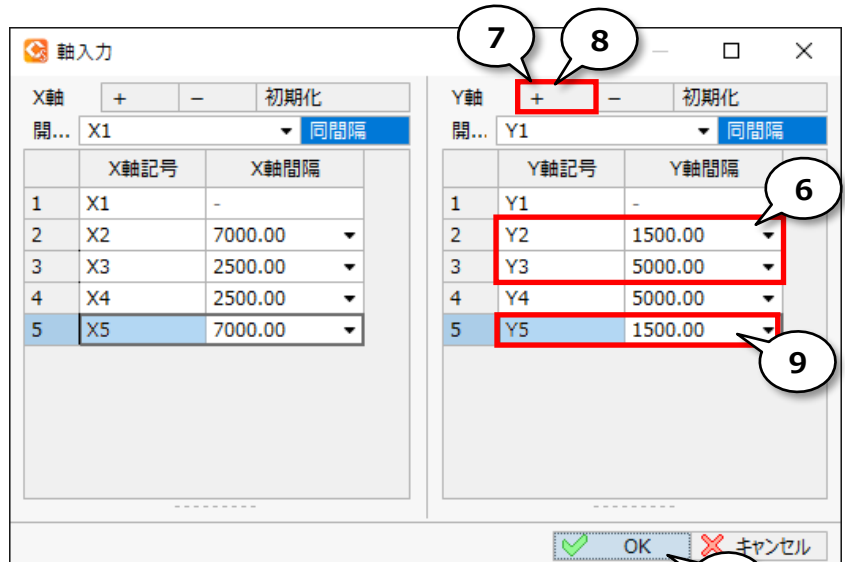 軸入力
7
8
X軸 + − 初期化
Y軸 + − 初期化
開... X1 同間隔
開... Y1 同間隔
X軸記号 X軸間隔
1 X1 -
2 X2 7000.00
3 X3 2500.00
4 X4 2500.00
5 X5 7000.00
Y軸記号 Y軸間隔
6
1 Y1 -
2 Y2 1500.00
3 Y3 5000.00
4 Y4 5000.00
5 Y5 1500.00
9
OK キャンセル